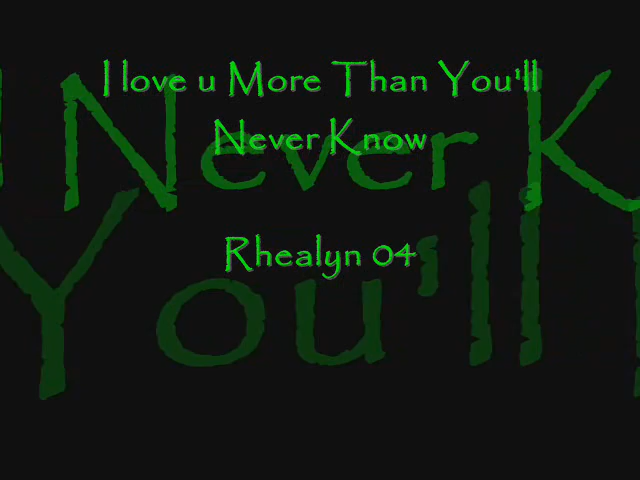 I love u More Than You'll
Never Know
Rhealyn 04
Never K
You'll